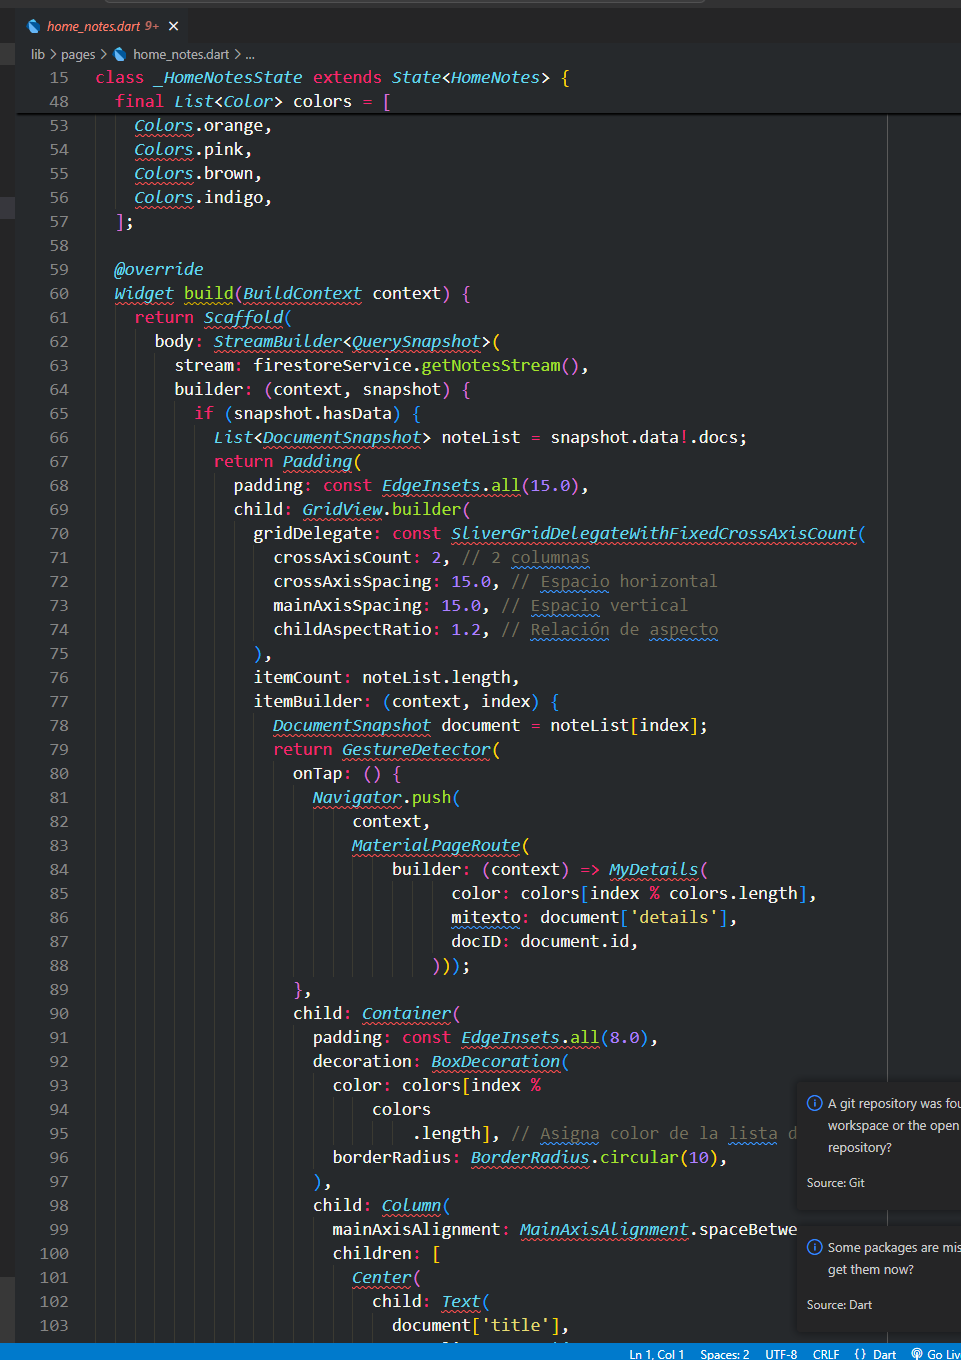 home_notes.dart 9+
lib > pages > home_notes.dart > ...
15 class _HomeNotesState extends State<HomeNotes> {
48 final List<Color> colors = [
53 Colors.orange,
54 Colors.pink,
55 Colors.brown,
56 Colors.indigo,
57 ];
58
59 @override
60 Widget build(BuildContext context) {
61 return Scaffold(
62 body: StreamBuilder<QuerySnapshot>(
63 stream: firestoreService.getNotesStream(),
64 builder: (context, snapshot) {
65 if (snapshot.hasData) {
66 List<DocumentSnapshot> noteList = snapshot.data!.docs;
67 return Padding(
68 padding: const EdgeInsets.all(15.0),
69 child: GridView.builder(
70 gridDelegate: const SliverGridDelegateWithFixedCrossAxisCount(
71 crossAxisCount: 2, // 2 columnas
72 crossAxisSpacing: 15.0, // Espacio horizontal
73 mainAxisSpacing: 15.0, // Espacio vertical
74 childAspectRatio: 1.2, // Relación de aspecto
75 ),
76 itemCount: noteList.length,
77 itemBuilder: (context, index) {
78 DocumentSnapshot document = noteList[index];
79 return GestureDetector(
80 onTap: () {
81 Navigator.push(
82 context,
83 MaterialPageRoute(
84 builder: (context) => MyDetails(
85 color: colors[index % colors.length],
86 mitexto: document['details'],
87 docID: document.id,
88 )));
89 },
90 child: Container(
91 padding: const EdgeInsets.all(8.0),
92 decoration: BoxDecoration(
93 color: colors[index %
94 colors
95 .length], // Asigna color de la lista d
96 borderRadius: BorderRadius.circular(10),
97 ),
98 child: Column(
99 mainAxisAlignment: MainAxisAlignment.spaceBetwe
100 children: [
101 Center(
102 child: Text(
103 document['title'],
A git repository was fou
workspace or the open
repository?
Source: Git
Some packages are mis
get them now?
Source: Dart
Ln 1, Col 1 Spaces: 2 UTF-8 CRLF {} Dart Go Liv